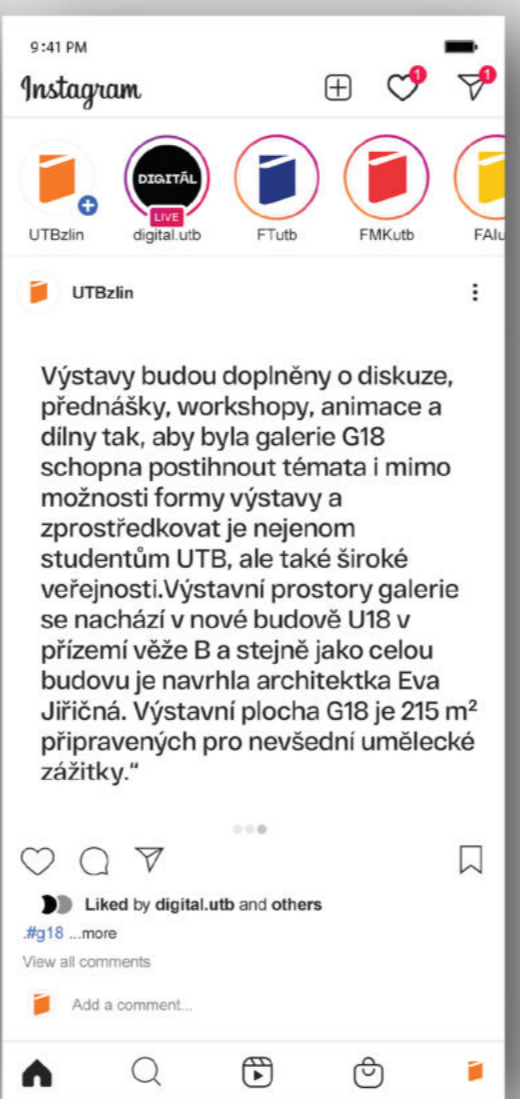 9:41 PM
Instagram
1
1
DIGITĀL
LIVE
UTBzlin
digital.utb
FTutb
FMKutb
FAIu
UTBzlin
Výstavy budou doplněny o diskuze,
přednášky, workshopy, animace a
dílny tak, aby byla galerie G18
schopna postihnout témata i mimo
možnosti formy výstavy a
zprostředkovat je nejenom
studentům UTB, ale také široké
veřejnosti.Výstavní prostory galerie
se nachází v nové budově U18 v
přízemí věže B a stejně jako celou
budovu je navrhla architektka Eva
Jiřičná. Výstavní plocha G18 je 215 m²
připravených pro nevšední umělecké
zážitky.“
Liked by digital.utb and others
.#g18 ...more
View all comments
Add a comment...